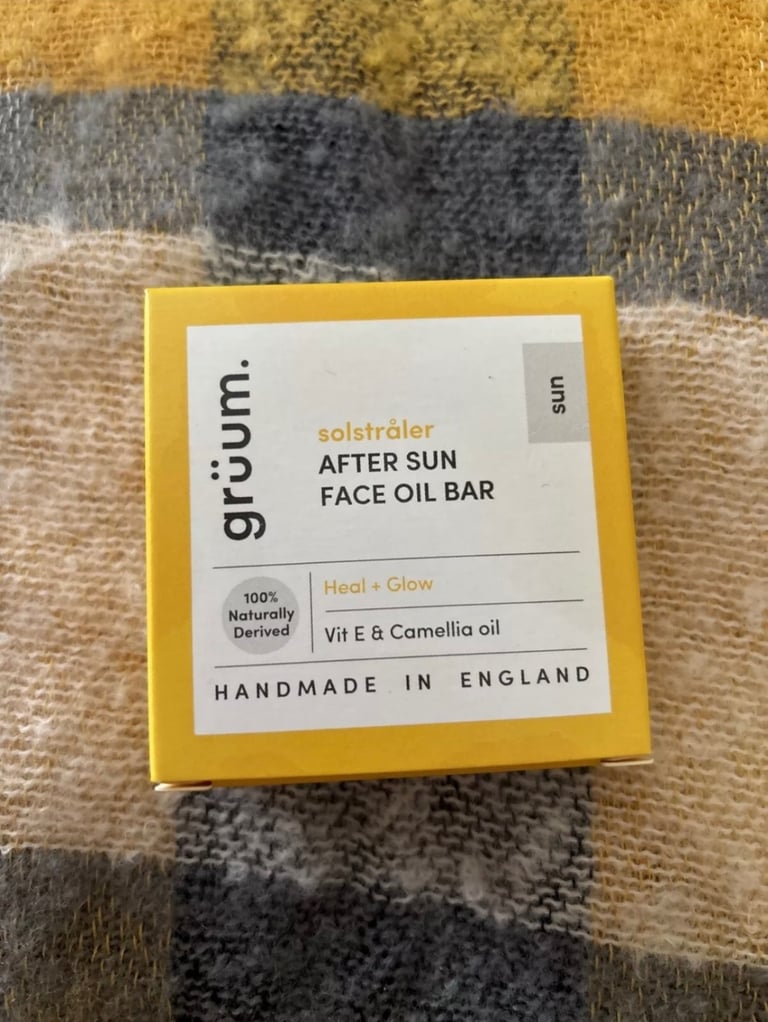 grüum.
sun
solstråler
AFTER SUN
FACE OIL BAR
100%
Naturally
Derived
Heal + Glow
Vit E & Camellia oil
HANDMADE IN ENGLAND